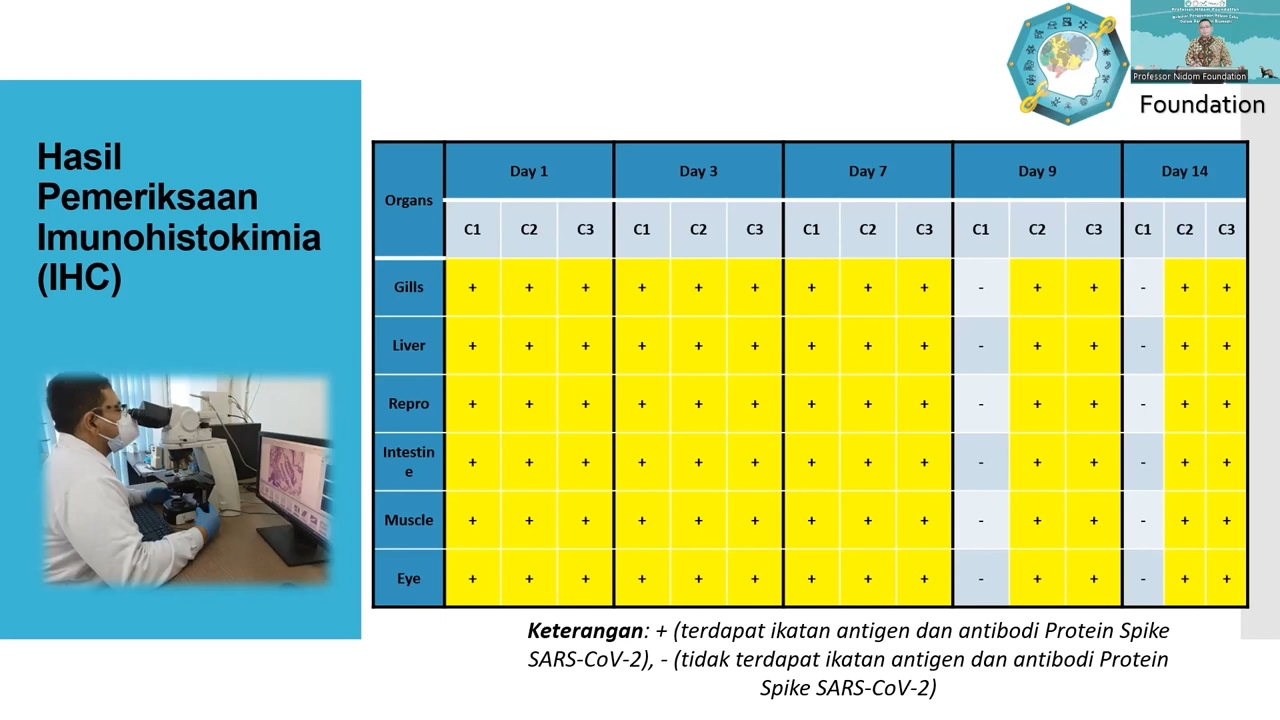 Professor Nidom Foundation
Professor Nidom Foundation
Foundation
Hasil
Pemeriksaan
Imunohistokimia
(IHC)
Organs Day 1 Day 3 Day 7 Day 9 Day 14
C1 C2 C3 C1 C2 C3 C1 C2 C3 C1 C2 C3 C1 C2 C3
Gills + + + + + + + + + - + + - + +
Liver + + + + + + + + + - + + - + +
Repro + + + + + + + + + - + + - + +
Intestin
e + + + + + + + + + - + + - + +
Muscle + + + + + + + + + - + + - + +
Eye + + + + + + + + + - + + - + +
Keterangan: + (terdapat ikatan antigen dan antibodi Protein Spike
SARS-CoV-2), - (tidak terdapat ikatan antigen dan antibodi Protein
Spike SARS-CoV-2)